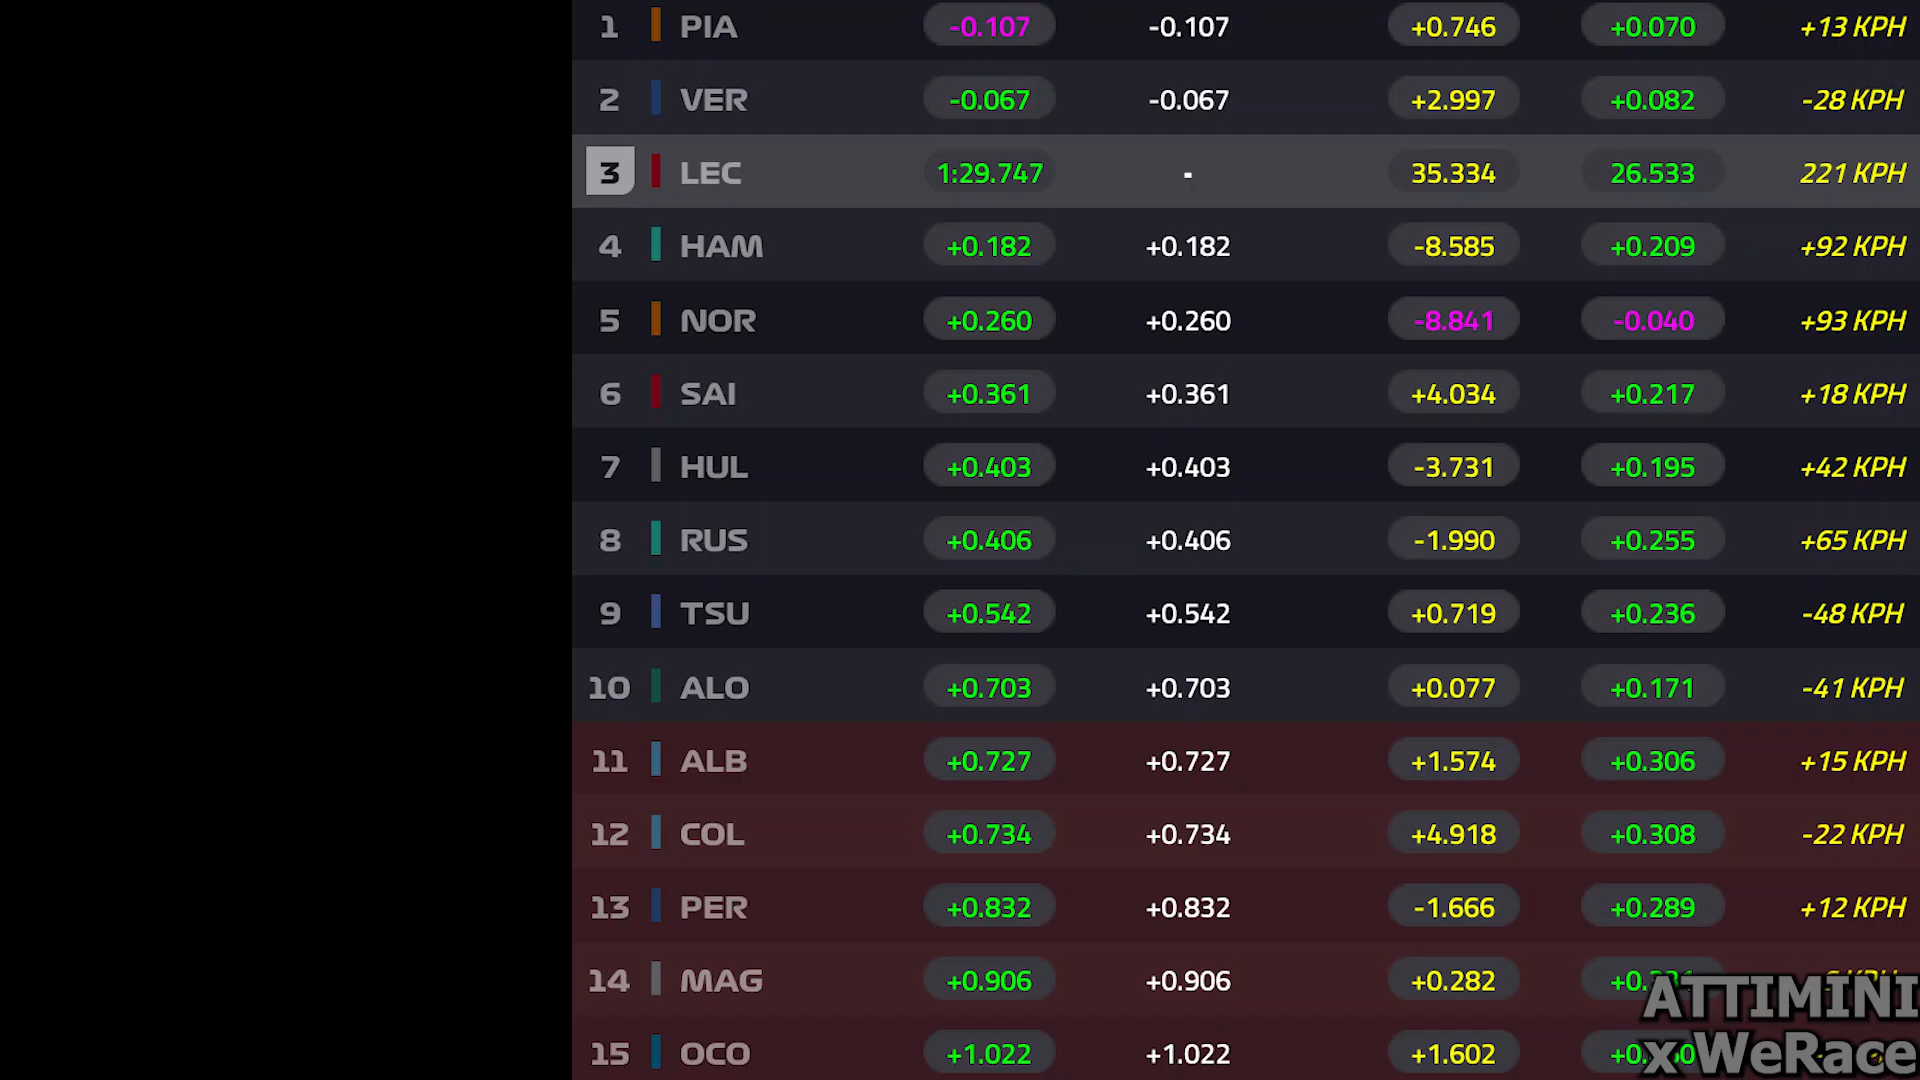 1 PIA -0.107 -0.107 +0.746 +0.070 +13 KPH
2 VER -0.067 -0.067 +2.997 +0.082 -28 KPH
3 LEC 1:29.747 - 35.334 26.533 221 KPH
4 HAM +0.182 +0.182 -8.585 +0.209 +92 KPH
5 NOR +0.260 +0.260 -8.841 -0.040 +93 KPH
6 SAI +0.361 +0.361 +4.034 +0.217 +18 KPH
7 HUL +0.403 +0.403 -3.731 +0.195 +42 KPH
8 RUS +0.406 +0.406 -1.990 +0.255 +65 KPH
9 TSU +0.542 +0.542 +0.719 +0.236 -48 KPH
10 ALO +0.703 +0.703 +0.077 +0.171 -41 KPH
11 ALB +0.727 +0.727 +1.574 +0.306 +15 KPH
12 COL +0.734 +0.734 +4.918 +0.308 -22 KPH
13 PER +0.832 +0.832 -1.666 +0.289 +12 KPH
14 MAG +0.906 +0.906 +0.282
15 OCO +1.022 +1.022 +1.602
ATTIMINI
x WeRace